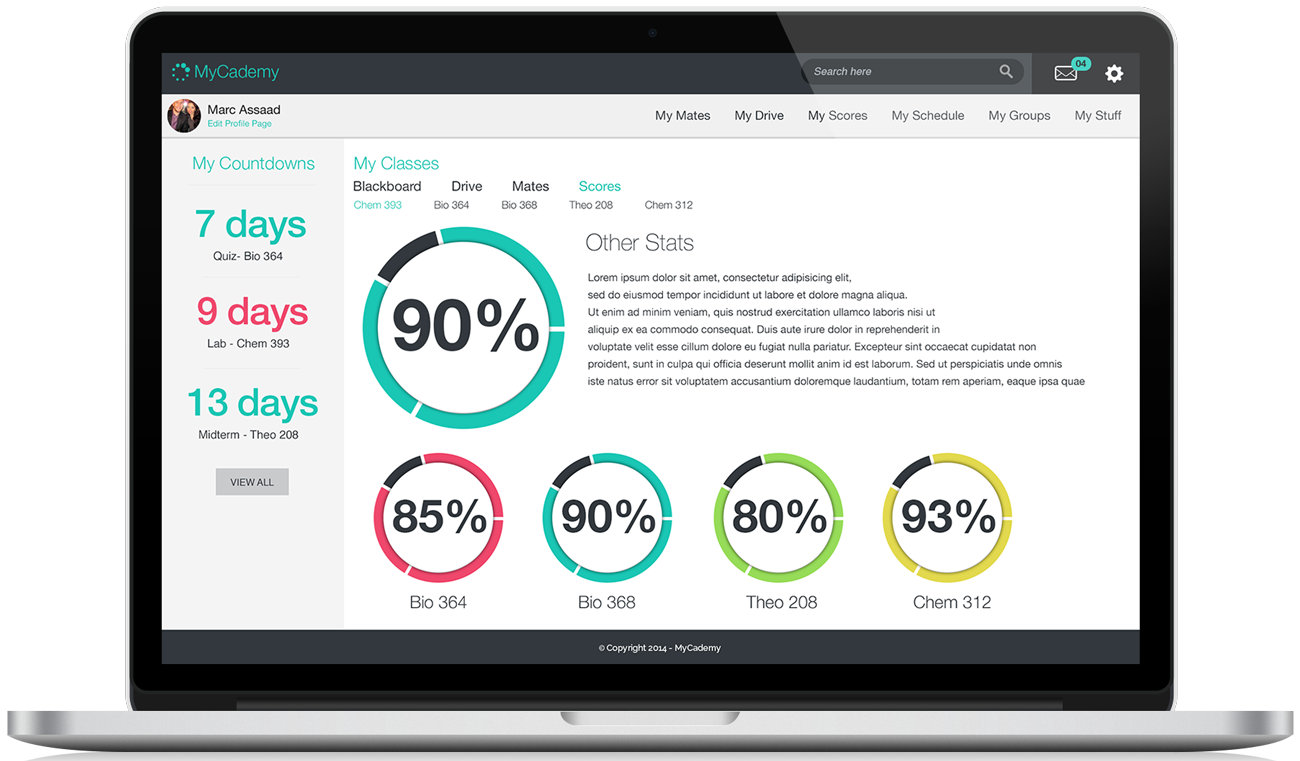 MyCademy
Search here
04
Marc Assaad
Edit Profile Page
My Mates My Drive My Scores My Schedule My Groups My Stuff
My Countdowns
7 days
Quiz- Bio 364
9 days
Lab - Chem 393
13 days
Midterm - Theo 208
VIEW ALL
My Classes
Blackboard Drive Mates Scores
Chem 393 Bio 364 Bio 368 Theo 208 Chem 312
90%
Other Stats
Lorem ipsum dolor sit amet, consectetur adipisicing elit,
sed do eiusmod tempor incididunt ut labore et dolore magna aliqua.
Ut enim ad minim veniam, quis nostrud exercitation ullamco laboris nisi ut
aliquip ex ea commodo consequat. Duis aute irure dolor in reprehenderit in
voluptate velit esse cillum dolore eu fugiat nulla pariatur. Excepteur sint occaecat cupidatat non
proident, sunt in culpa qui officia deserunt mollit anim id est laborum. Sed ut perspiciatis unde omnis
iste natus error sit voluptatem accusantium doloremque laudantium, totam rem aperiam, eaque ipsa quae
85% 90% 80% 93%
Bio 364 Bio 368 Theo 208 Chem 312
© Copyright 2014 - MyCademy